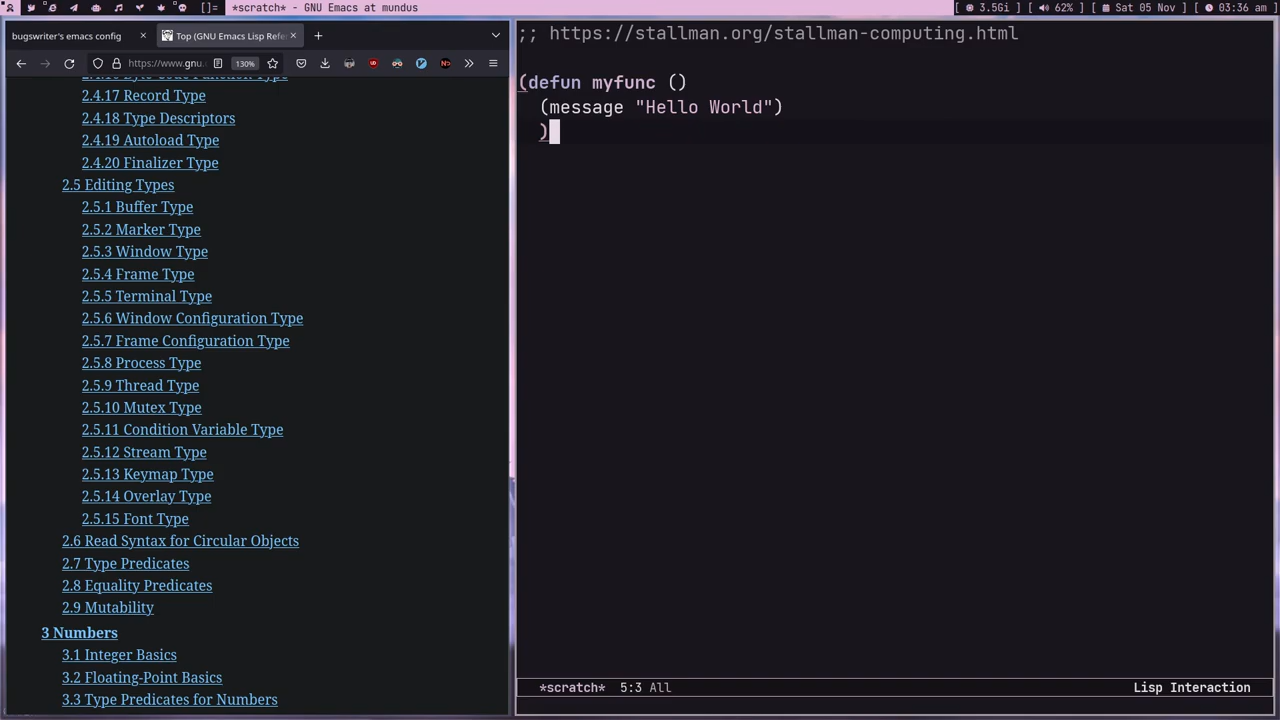 []=
*scratch* - GNU Emacs at mundus
[ 3.5Gi ]
[ 62% ]
[ Sat 05 Nov ]
[ 03:36 am ]
bugswriter's emacs config
Top (GNU Emacs Lisp Refe
https://www.gnu.
130%
2.4.16 Byte-Code Function Type
2.4.17 Record Type
2.4.18 Type Descriptors
2.4.19 Autoload Type
2.4.20 Finalizer Type
2.5 Editing Types
2.5.1 Buffer Type
2.5.2 Marker Type
2.5.3 Window Type
2.5.4 Frame Type
2.5.5 Terminal Type
2.5.6 Window Configuration Type
2.5.7 Frame Configuration Type
2.5.8 Process Type
2.5.9 Thread Type
2.5.10 Mutex Type
2.5.11 Condition Variable Type
2.5.12 Stream Type
2.5.13 Keymap Type
2.5.14 Overlay Type
2.5.15 Font Type
2.6 Read Syntax for Circular Objects
2.7 Type Predicates
2.8 Equality Predicates
2.9 Mutability
3 Numbers
3.1 Integer Basics
3.2 Floating-Point Basics
3.3 Type Predicates for Numbers
;; https://stallman.org/stallman-computing.html
(defun myfunc ()
  (message "Hello World")
  )
*scratch*  5:3 All
Lisp Interaction